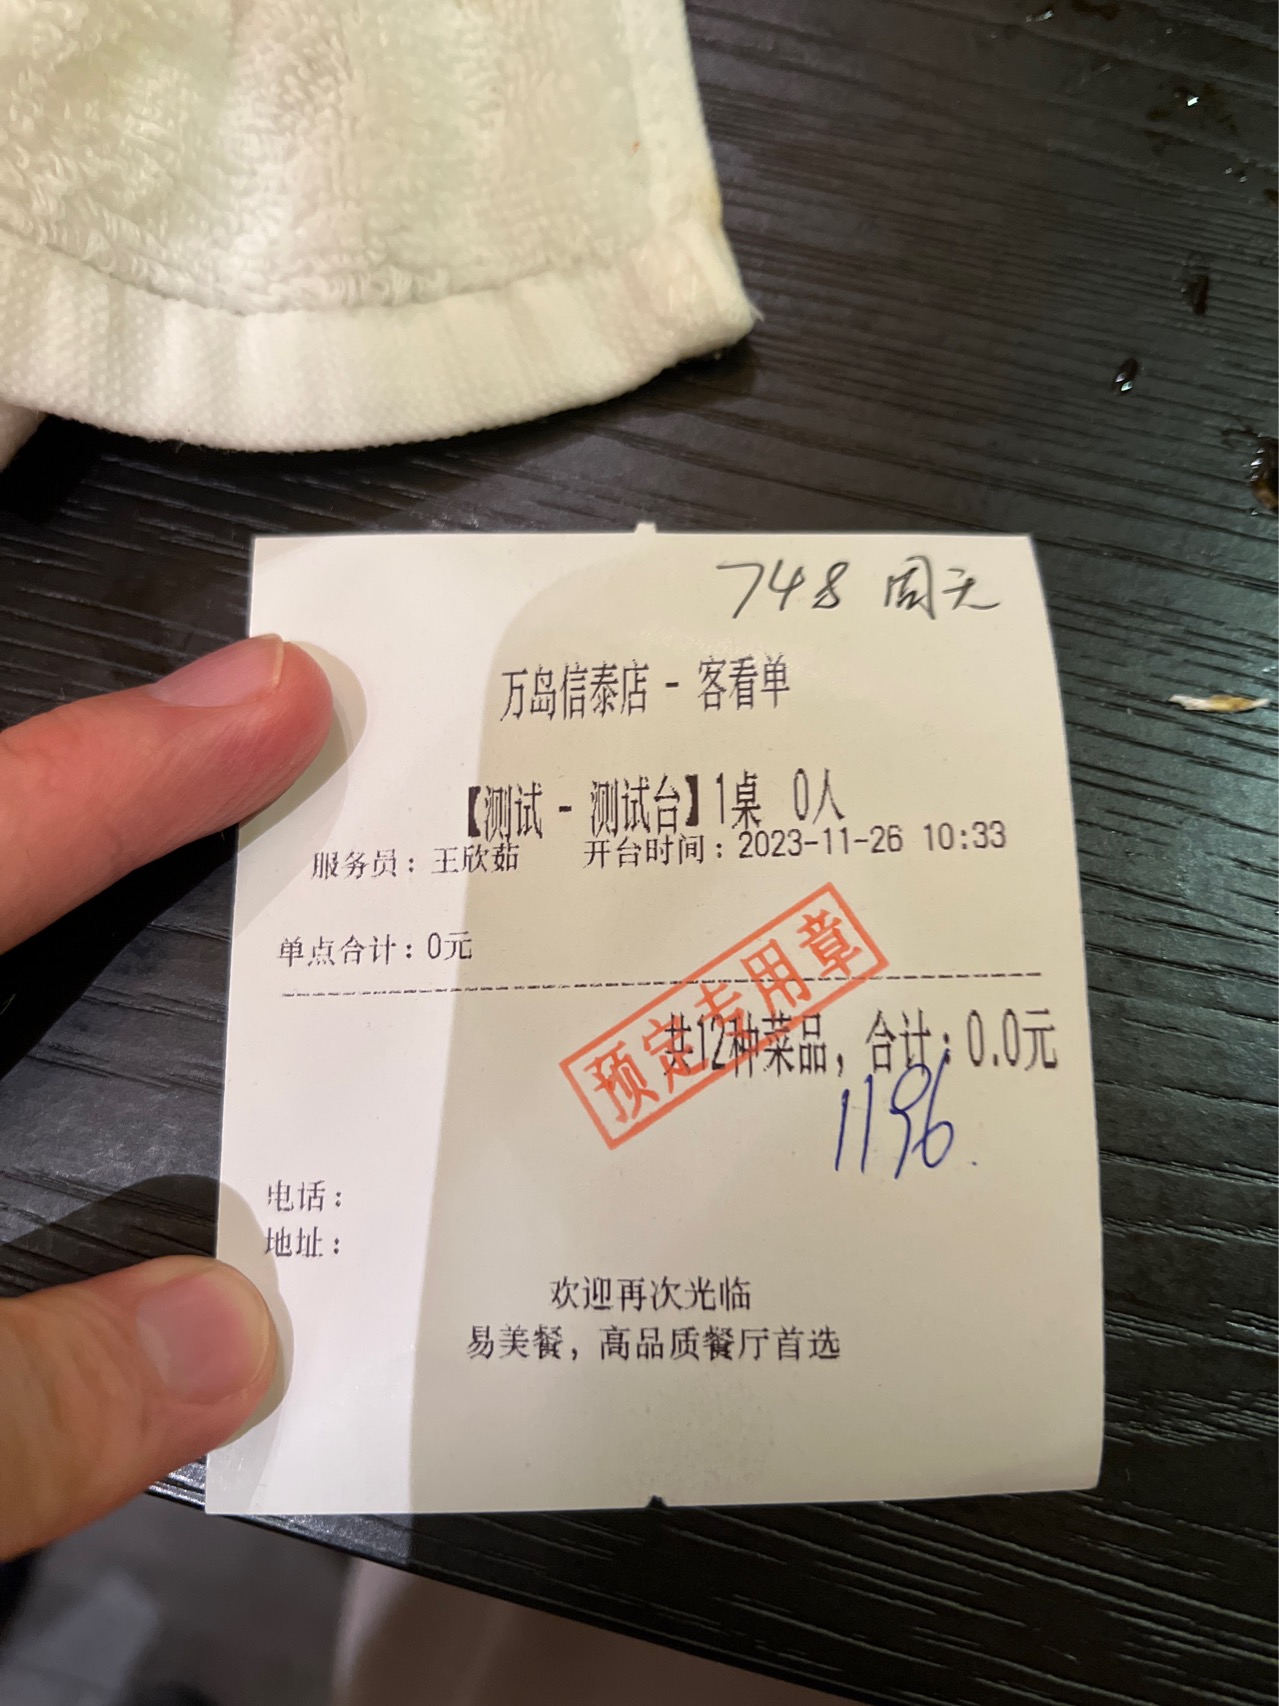 748 周天
万岛信泰店 - 客看单
【测试 - 测试台】1桌 0人
服务员：王欣茹 开台时间：2023-11-26 10:33
单点合计：0元
预定专用章
共12种菜品，合计：0.0元
1196.
电话：
地址：
欢迎再次光临
易美餐，高品质餐厅首选